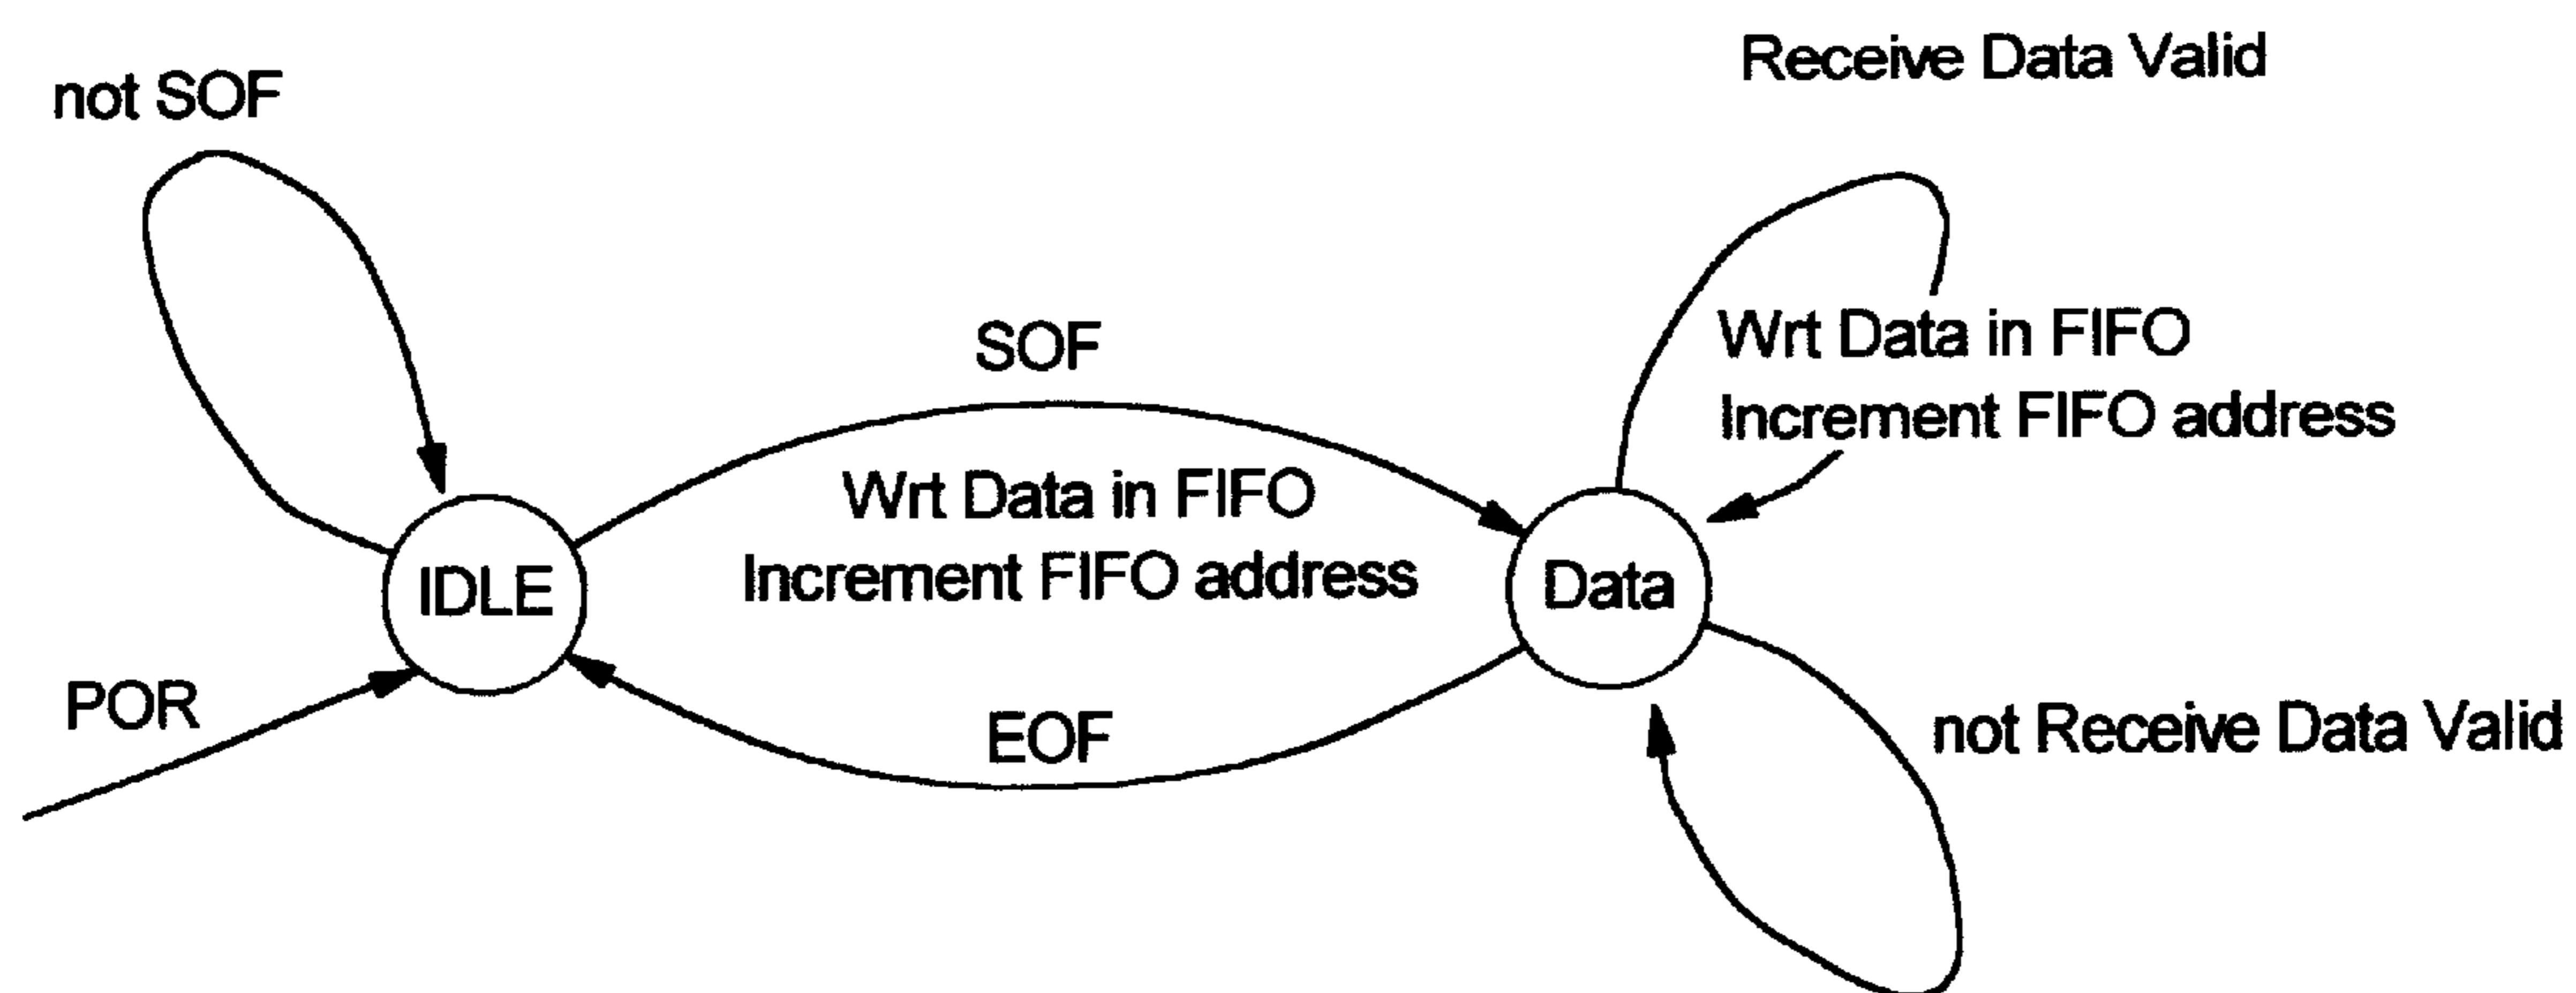 Receive Data Valid
not SOF
SOF
Wrt Data in FIFO
Increment FIFO address
Wrt Data in FIFO
Increment FIFO address
IDLE
Data
POR
EOF
not Receive Data Valid